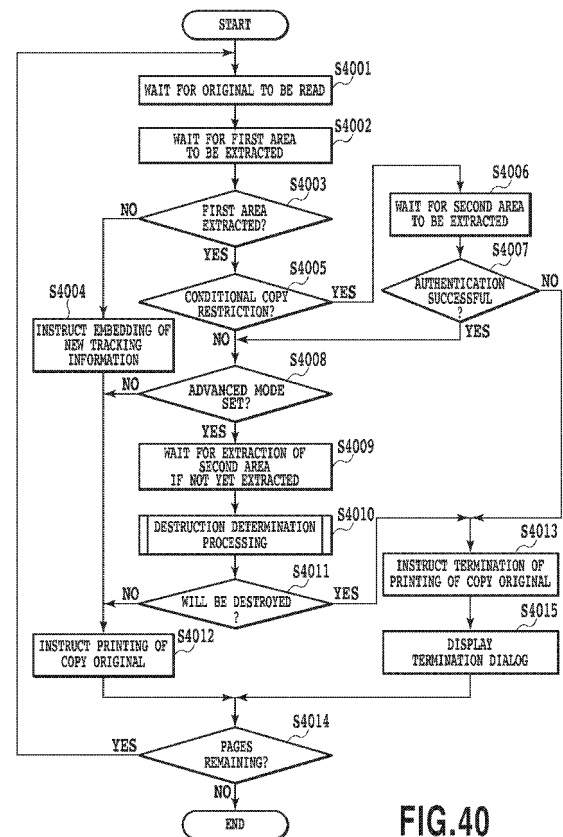 START
S4001
WAIT FOR ORIGINAL TO BE READ
S4002
WAIT FOR FIRST AREA
TO BE EXTRACTED
S4003
FIRST AREA
EXTRACTED?
NO
YES
S4004
INSTRUCT EMBEDDING OF
NEW TRACKING
INFORMATION
S4005
CONDITIONAL COPY
RESTRICTION?
YES
NO
S4006
WAIT FOR SECOND AREA
TO BE EXTRACTED
S4007
AUTHENTICATION
SUCCESSFUL
?
NO
YES
S4008
ADVANCED MODE
SET?
NO
YES
S4009
WAIT FOR EXTRACTION OF
SECOND AREA
IF NOT YET EXTRACTED
S4010
DESTRUCTION DETERMINATION
PROCESSING
S4011
WILL BE DESTROYED
?
NO
YES
S4012
INSTRUCT PRINTING OF
COPY ORIGINAL
S4013
INSTRUCT TERMINATION OF
PRINTING OF COPY ORIGINAL
S4015
DISPLAY
TERMINATION DIALOG
S4014
PAGES
REMAINING?
YES
NO
END
FIG.40